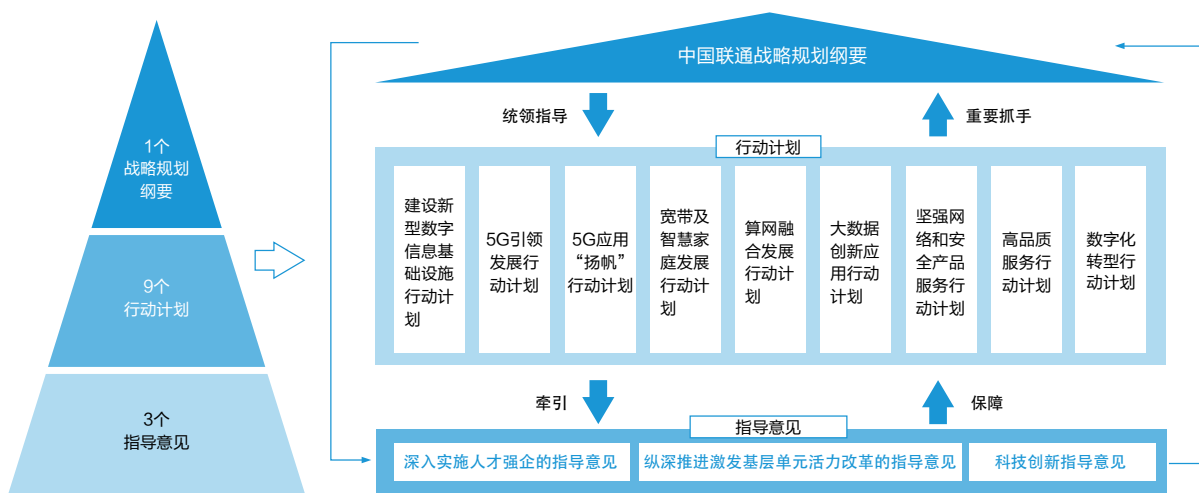 1个
战略规划
纲要
9个
行动计划
3个
指导意见
中国联通战略规划纲要
统领指导
重要抓手
行动计划
建设新
型数字
信息基
础设施
行动计
划
5G引领
发展行
动计划
5G应用
“扬帆”
行动计划
宽带及
智慧家
庭发展
行动计
划
算网融
合发展
行动计
划
大数据
创新应
用行动
计划
坚强网
络和安
全产品
服务行
动计划
高品质
服务行
动计划
数字化
转型行
动计划
牵引
保障
指导意见
深入实施人才强企的指导意见
纵深推进激发基层单元活力改革的指导意见
科技创新指导意见